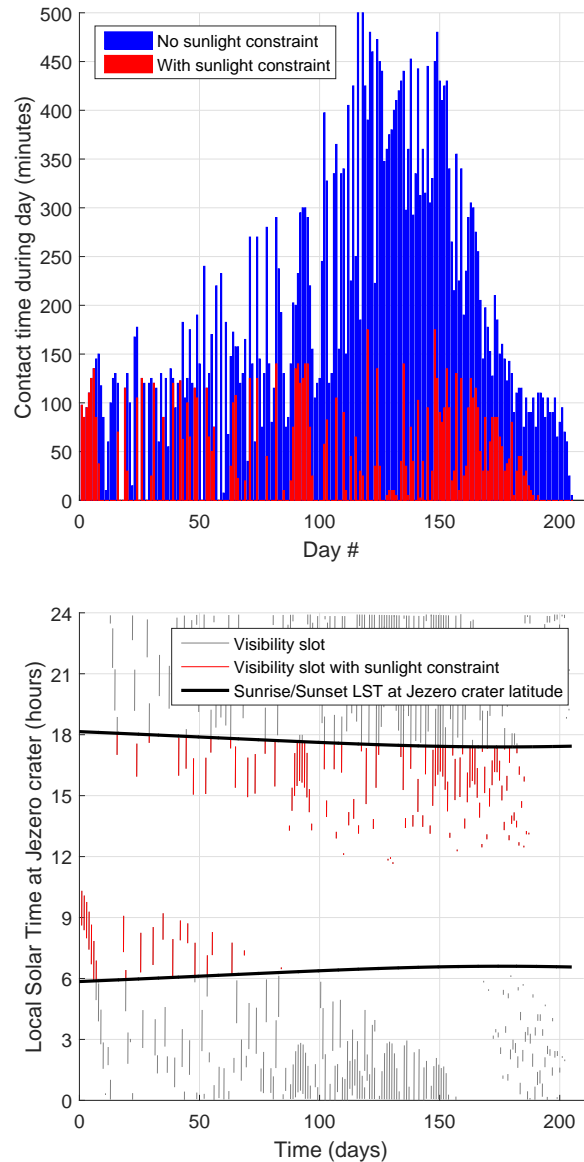 500
450
400
350
300
250
200
150
100
50
0
Contact time during day (minutes)
No sunlight constraint
With sunlight constraint
0 50 100 150 200
Day #
24
21
18
15
12
9
6
3
0
Local Solar Time at Jezero crater (hours)
Visibility slot
Visibility slot with sunlight constraint
Sunrise/Sunset LST at Jezero crater latitude
0 50 100 150 200
Time (days)